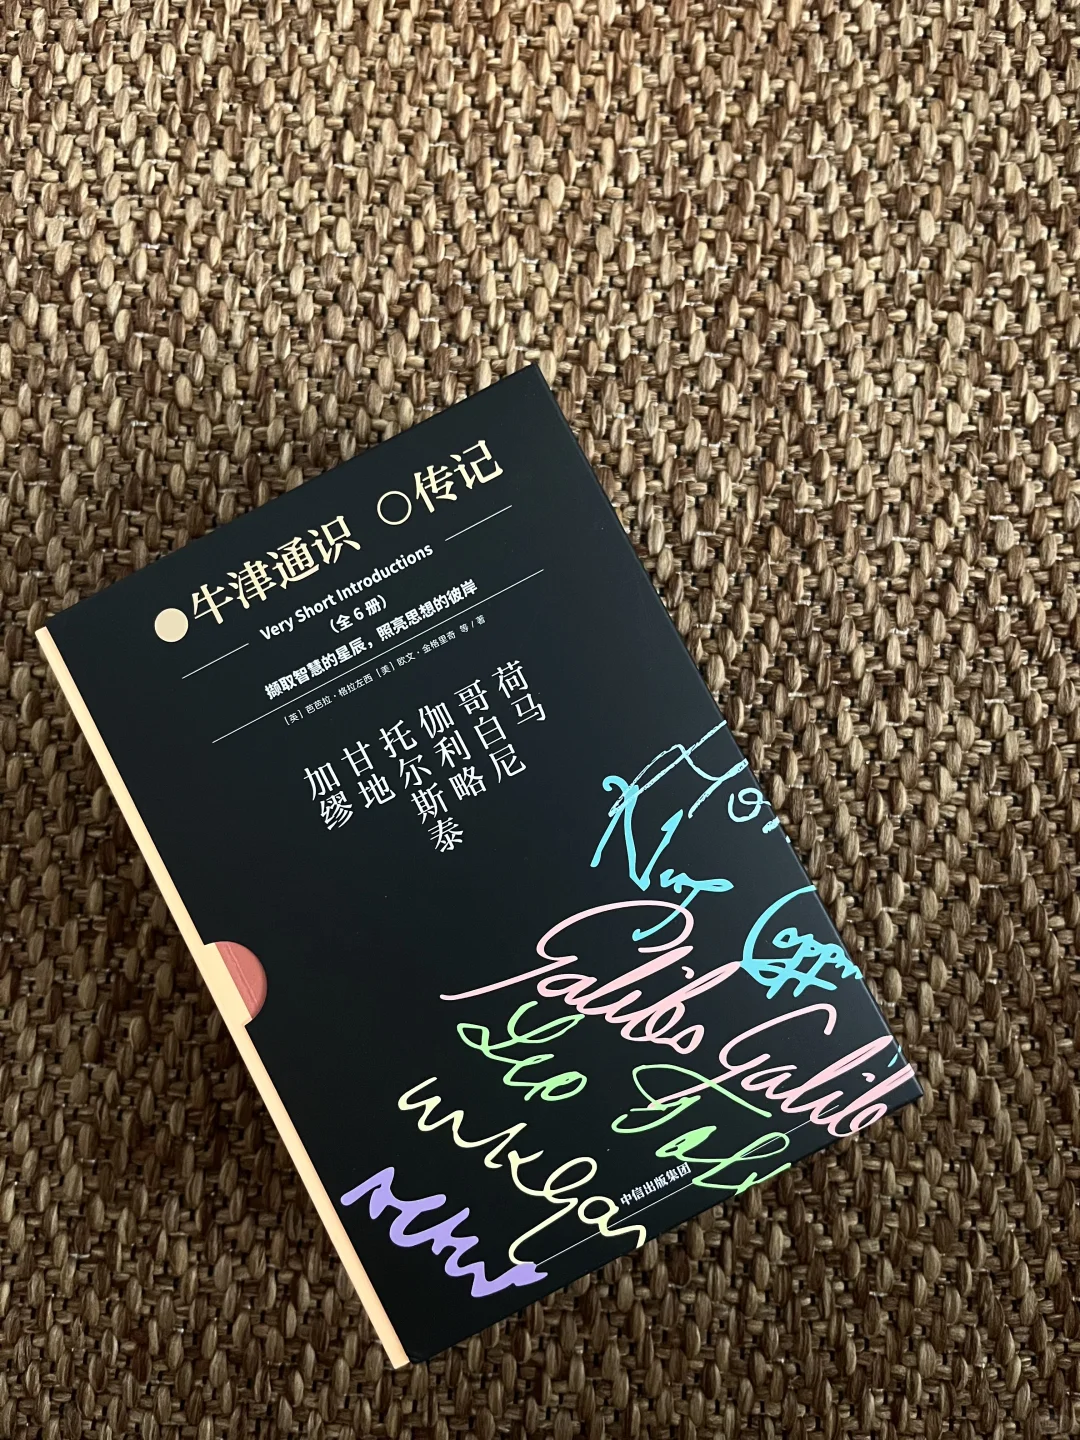 牛津通识 传记
Very Short Introductions
（全 6 册）
撷取智慧的星辰，照亮思想的彼岸
［英］芭芭拉·格拉左西［美］欧文·金格里奇 等 / 著
荷马
哥白尼
伽利略
托尔斯泰
甘地
加缪
Galileo Galil
Leo Tol
中信出版集团